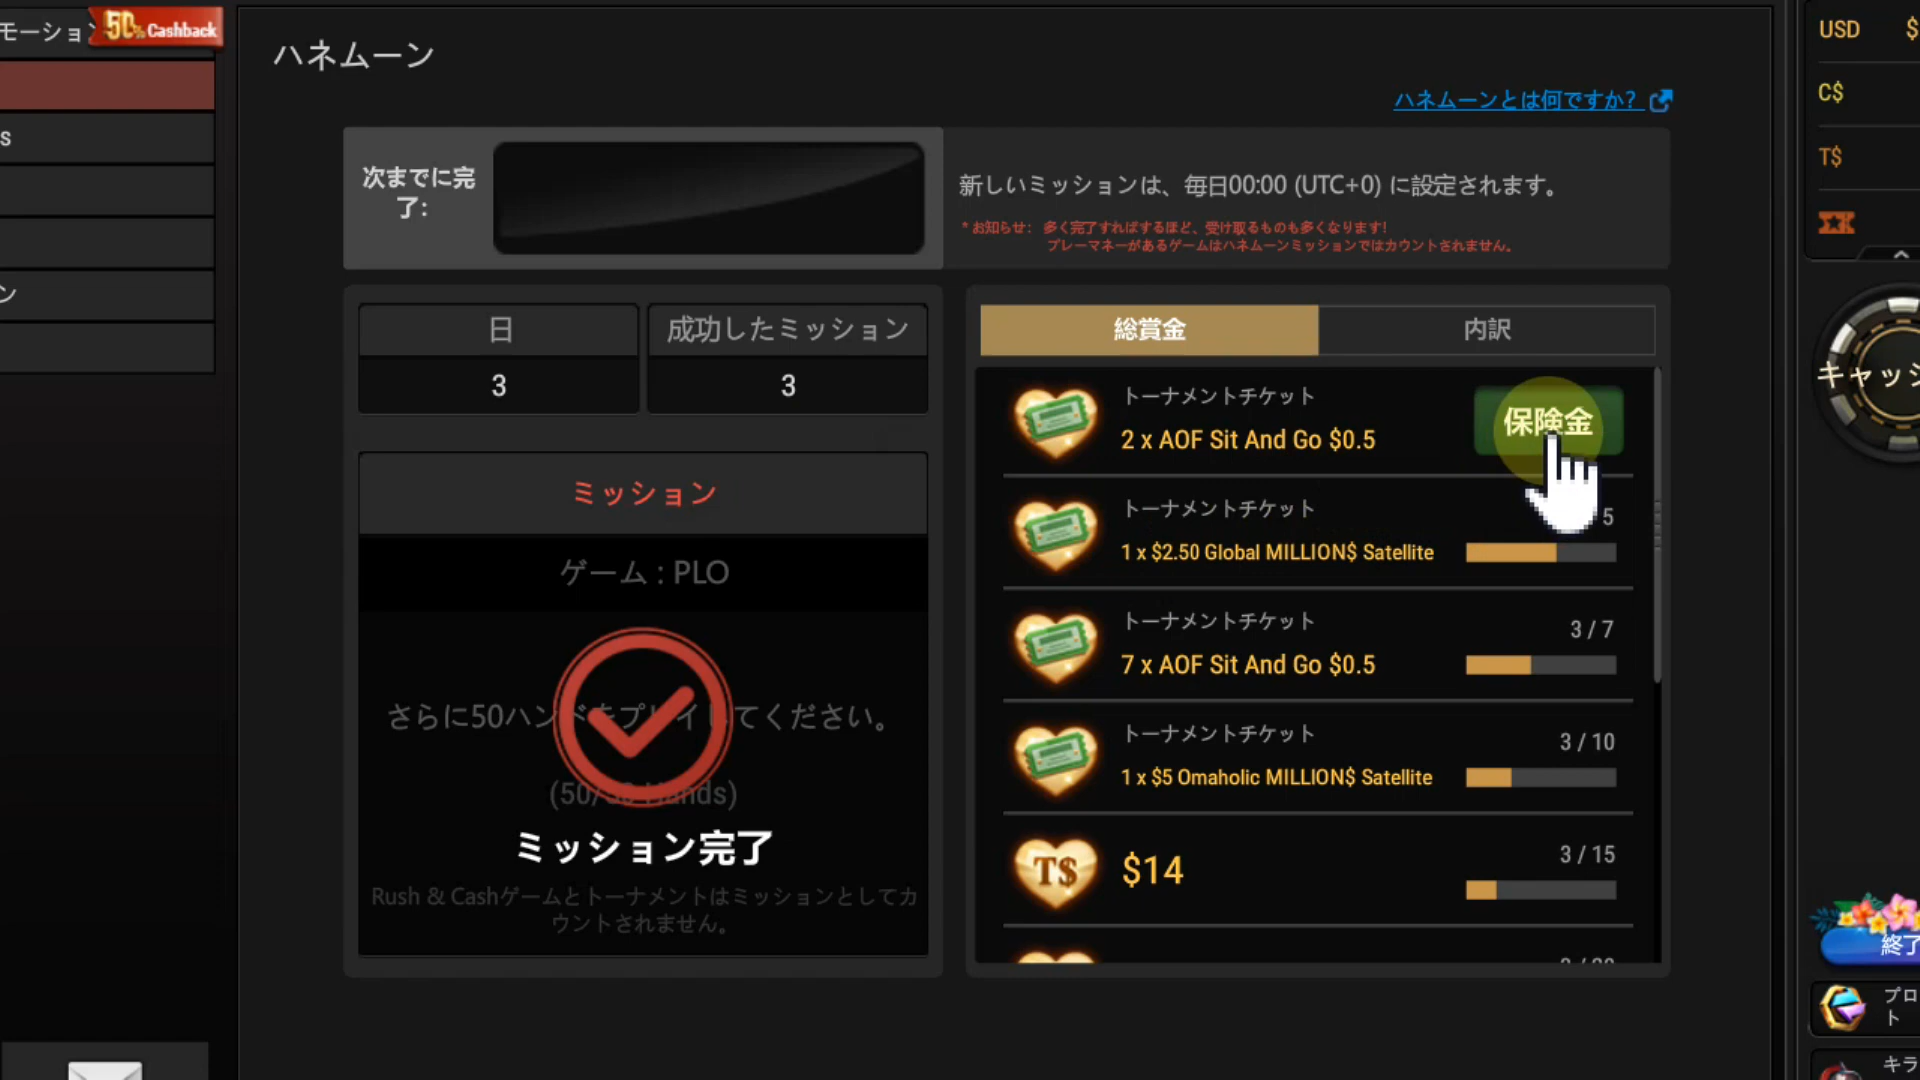 モーション
50% Cashback
s
ン
ハネムーン
ハネムーンとは何ですか?
次までに完
了:
新しいミッションは、毎日00:00 (UTC+0) に設定されます。
* お知らせ: 多く完了すればするほど、受け取るものも多くなります!
プレーマネーがあるゲームはハネムーンミッションではカウントされません。
日
成功したミッション
3
3
ミッション
ゲーム : PLO
さらに50ハンドをプレイしてください。
(50/50 Hands)
ミッション完了
Rush & Cashゲームとトーナメントはミッションとしてカ
ウントされません。
総賞金
内訳
トーナメントチケット
2 x AOF Sit And Go $0.5
保険金
トーナメントチケット
1 x $2.50 Global MILLION$ Satellite
5
トーナメントチケット
7 x AOF Sit And Go $0.5
3 / 7
トーナメントチケット
1 x $5 Omaholic MILLION$ Satellite
3 / 10
T$
$14
3 / 15
USD $
C$
T$
キャッシ
終了
プロ
ト
キラ